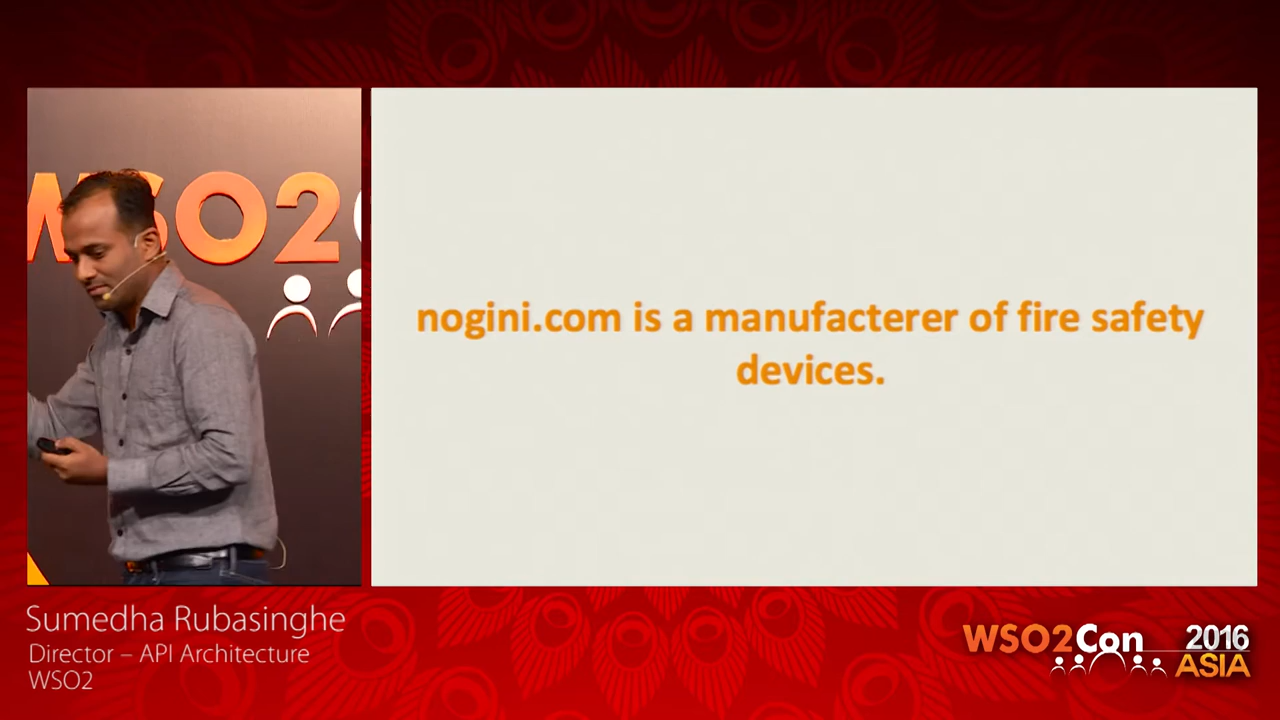 WSO2
nogini.com is a manufacterer of fire safety
devices.
Sumedha Rubasinghe
Director – API Architecture
WSO2
WSO2Con 2016
ASIA